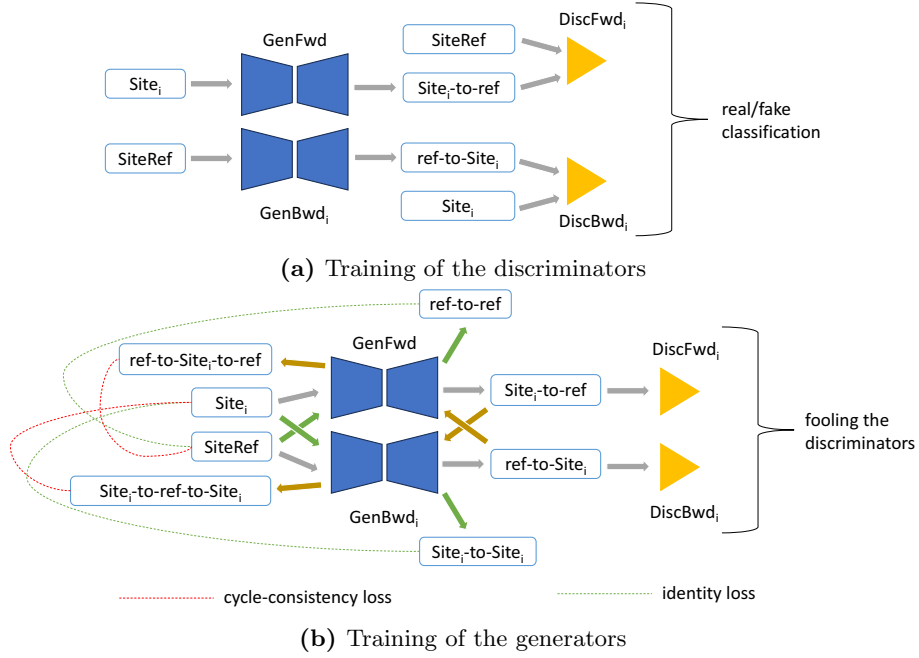 DiscFwdᵢ
GenFwd
SiteRef
Siteᵢ
Siteᵢ-to-ref
real/fake
classification
SiteRef
ref-to-Siteᵢ
Siteᵢ
GenBwdᵢ
DiscBwdᵢ
(a) Training of the discriminators
ref-to-ref
GenFwd
ref-to-Siteᵢ-to-ref
DiscFwdᵢ
Siteᵢ
Siteᵢ-to-ref
SiteRef
fooling the
discriminators
ref-to-Siteᵢ
Siteᵢ-to-ref-to-Siteᵢ
GenBwdᵢ
DiscBwdᵢ
Siteᵢ-to-Siteᵢ
cycle-consistency loss
identity loss
(b) Training of the generators